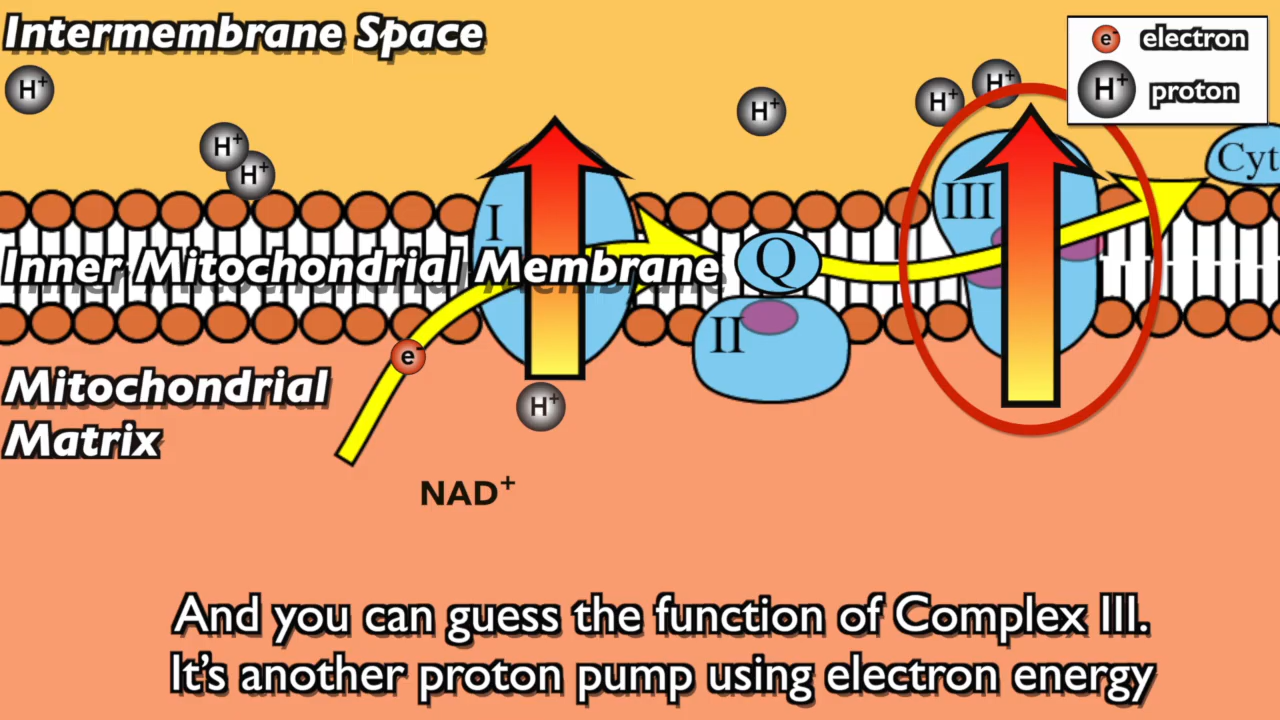 Intermembrane Space
e- electron
H+ proton
H+
H+
H+
H+
H+
H+
Cyt
I
III
Inner Mitochondrial Membrane
Q
II
e-
Mitochondrial
Matrix
H+
NAD+
And you can guess the function of Complex III.
It's another proton pump using electron energy